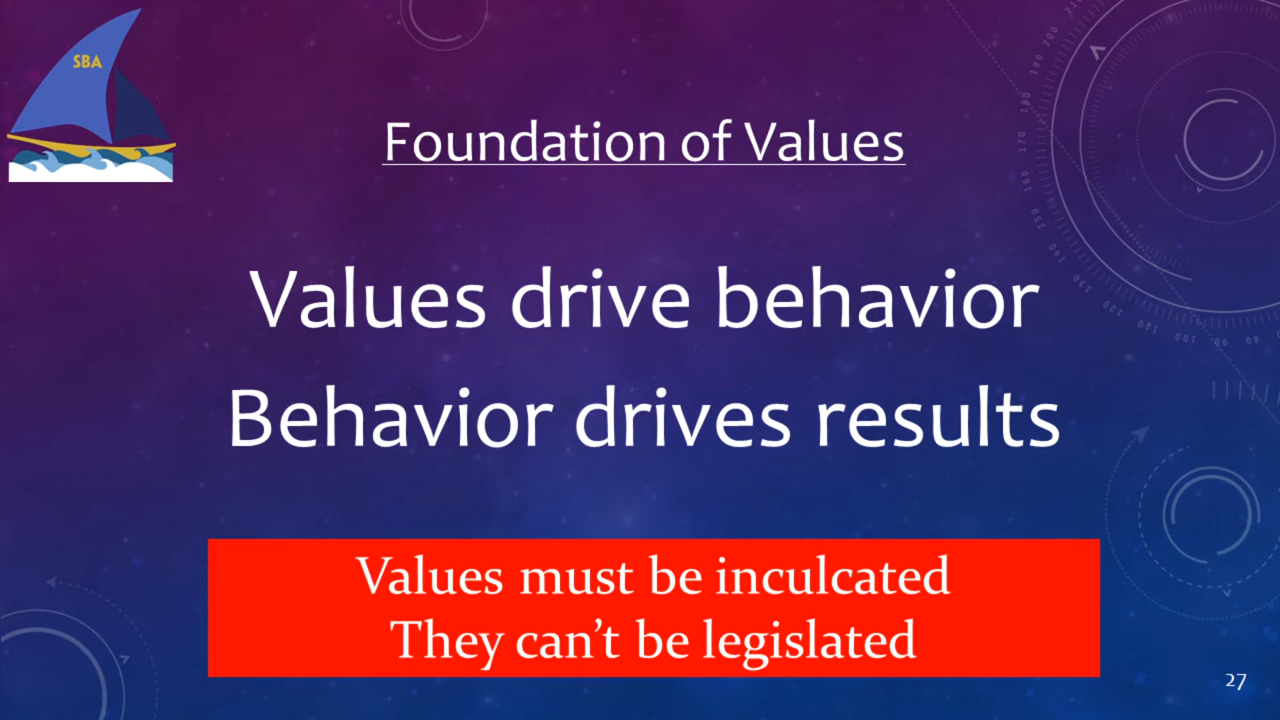 SBA
Foundation of Values
Values drive behavior
Behavior drives results
Values must be inculcated
They can't be legislated
27